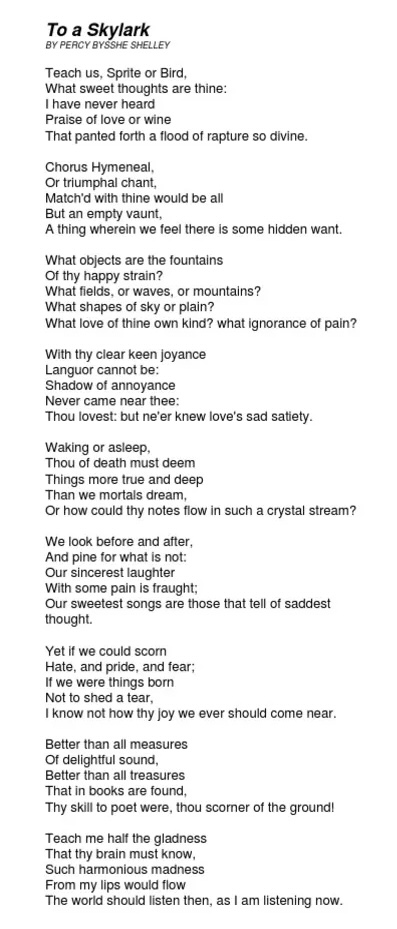 To a Skylark
BY PERCY BYSSHE SHELLEY
Teach us, Sprite or Bird,
What sweet thoughts are thine:
I have never heard
Praise of love or wine
That panted forth a flood of rapture so divine.
Chorus Hymeneal,
Or triumphal chant,
Match'd with thine would be all
But an empty vaunt,
A thing wherein we feel there is some hidden want.
What objects are the fountains
Of thy happy strain?
What fields, or waves, or mountains?
What shapes of sky or plain?
What love of thine own kind? what ignorance of pain?
With thy clear keen joyance
Languor cannot be:
Shadow of annoyance
Never came near thee:
Thou lovest: but ne'er knew love's sad satiety.
Waking or asleep,
Thou of death must deem
Things more true and deep
Than we mortals dream,
Or how could thy notes flow in such a crystal stream?
We look before and after,
And pine for what is not:
Our sincerest laughter
With some pain is fraught;
Our sweetest songs are those that tell of saddest
thought.
Yet if we could scorn
Hate, and pride, and fear;
If we were things born
Not to shed a tear,
I know not how thy joy we ever should come near.
Better than all measures
Of delightful sound,
Better than all treasures
That in books are found,
Thy skill to poet were, thou scorner of the ground!
Teach me half the gladness
That thy brain must know,
Such harmonious madness
From my lips would flow
The world should listen then, as I am listening now.